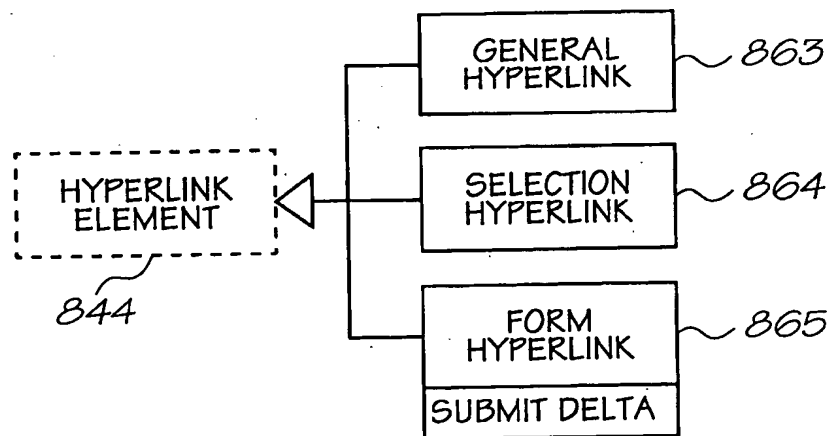 GENERAL
HYPERLINK
863
HYPERLINK
ELEMENT
844
SELECTION
HYPERLINK
864
FORM
HYPERLINK
865
SUBMIT DELTA